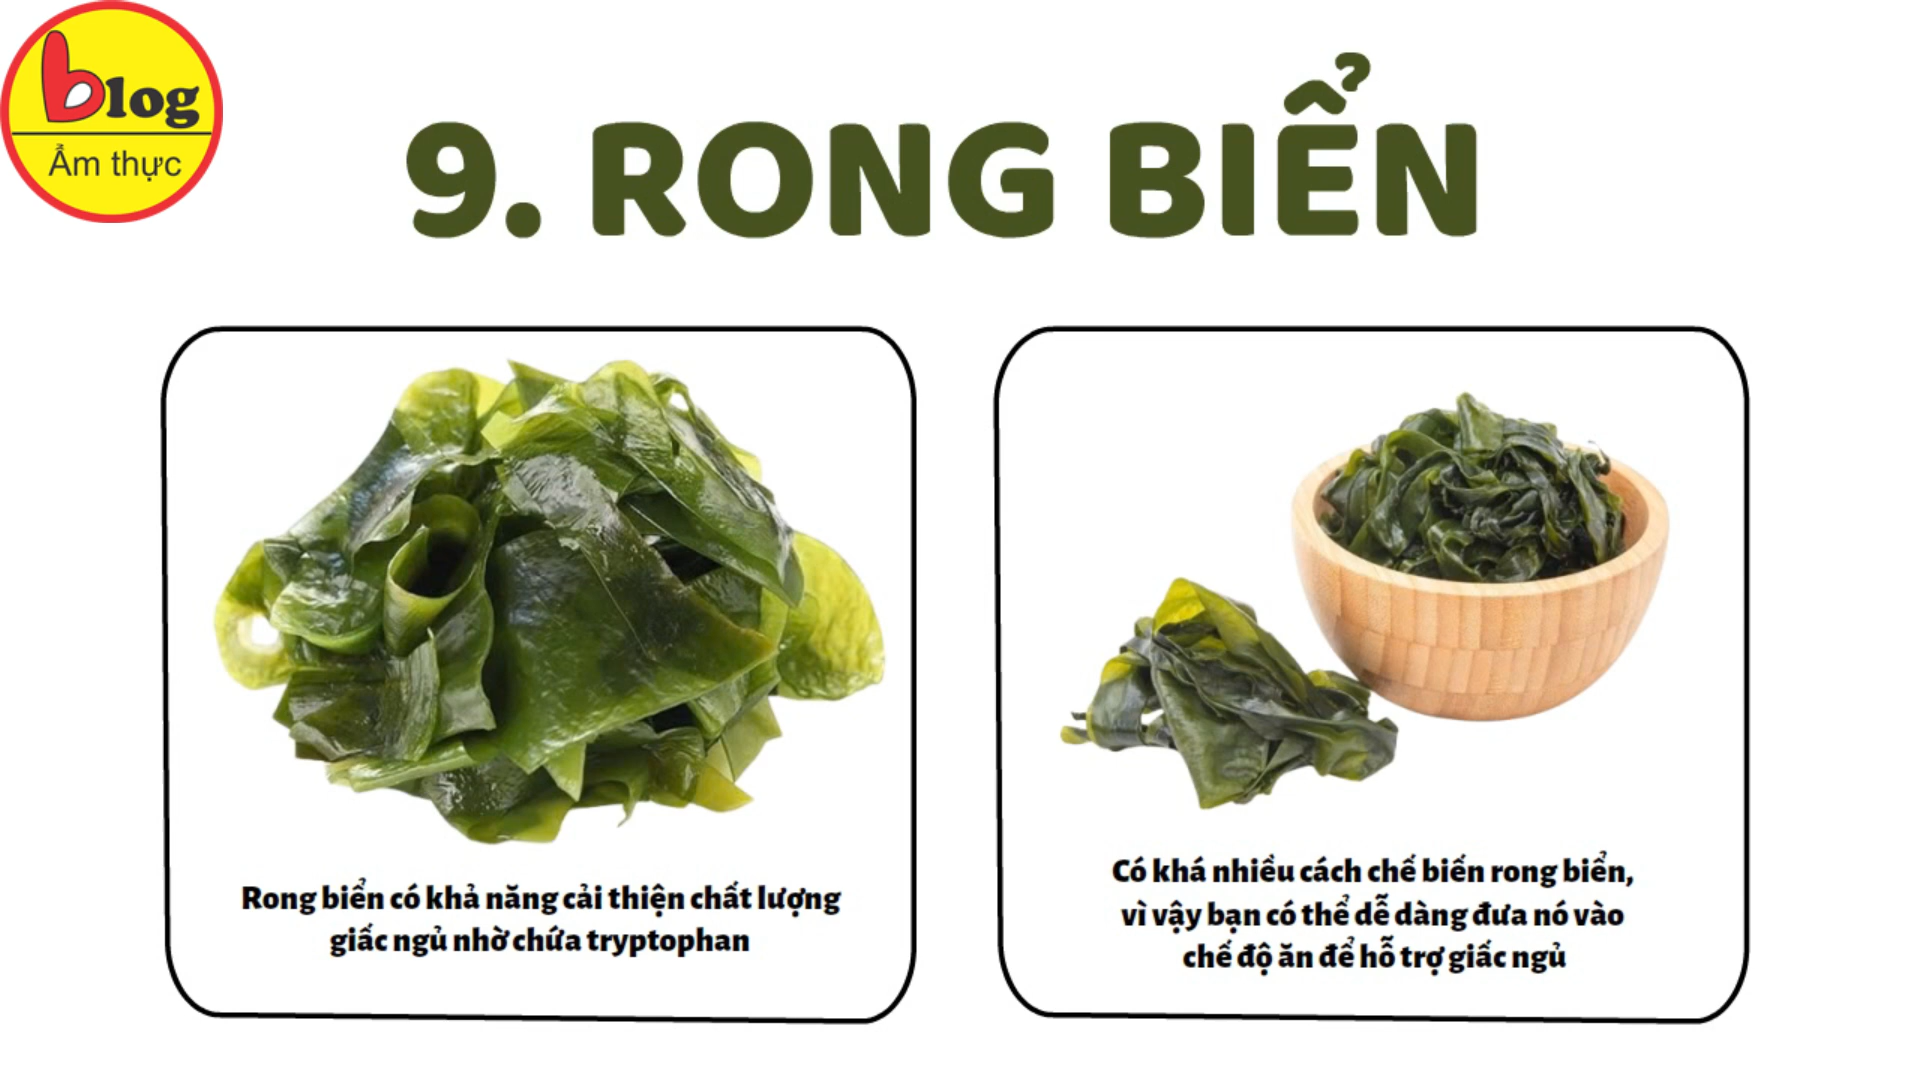 blog
Ẩm thực
9. RONG BIỂN
Rong biển có khả năng cải thiện chất lượng
giấc ngủ nhờ chứa tryptophan
Có khá nhiều cách chế biến rong biển,
vì vậy bạn có thể dễ dàng đưa nó vào
chế độ ăn để hỗ trợ giấc ngủ